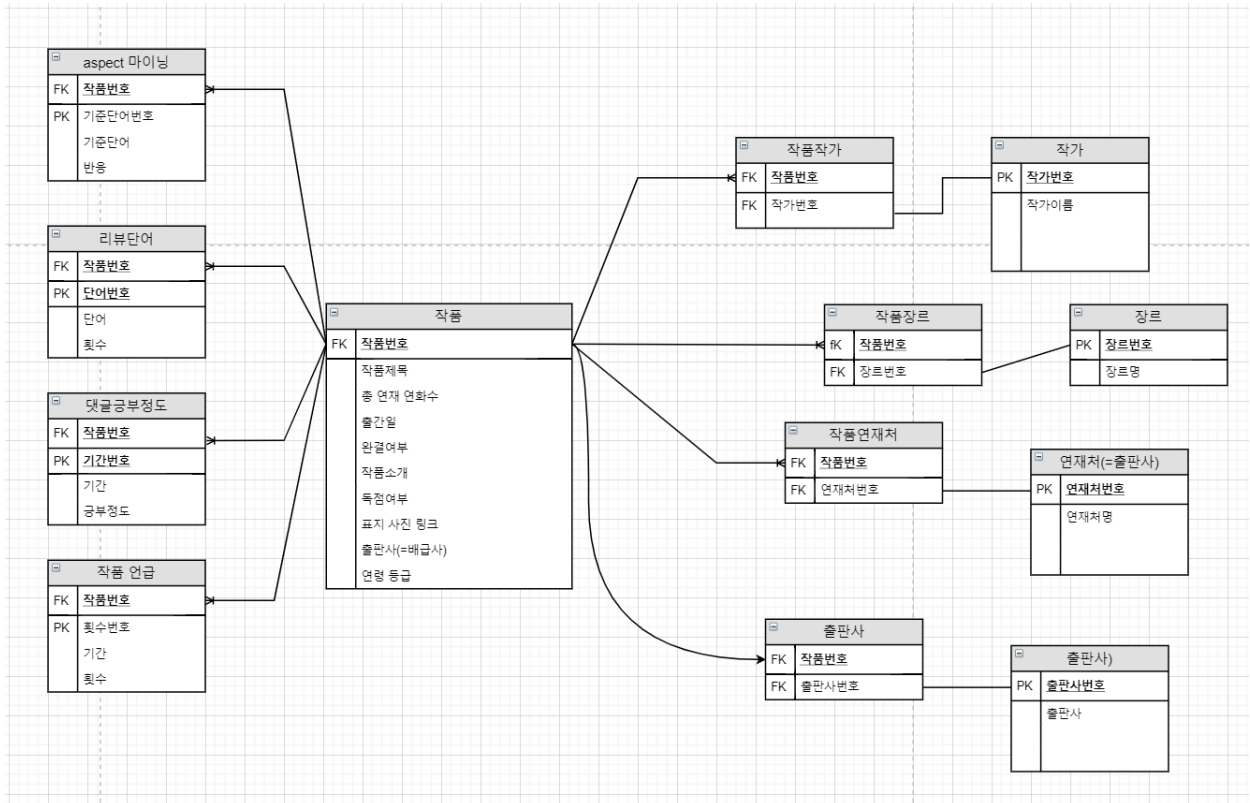 aspect 마이닝
FK 작품번호
PK 기준단어번호
기준단어
반응
리뷰단어
FK 작품번호
PK 단어번호
단어
횟수
댓글긍부정도
FK 작품번호
PK 기간번호
기간
긍부정도
작품 언급
FK 작품번호
PK 횟수번호
기간
횟수
작품
FK 작품번호
작품제목
총 연재 연화수
출간일
완결여부
작품소개
독점여부
표지 사진 링크
출판사(=배급사)
연령 등급
작품작가
FK 작품번호
FK 작가번호
작가
PK 작가번호
작가이름
작품장르
fK 작품번호
FK 장르번호
장르
PK 장르번호
장르명
작품연재처
FK 작품번호
FK 연재처번호
연재처(=출판사)
PK 연재처번호
연재처명
출판사
FK 작품번호
FK 출판사번호
출판사)
PK 출판사번호
출판사